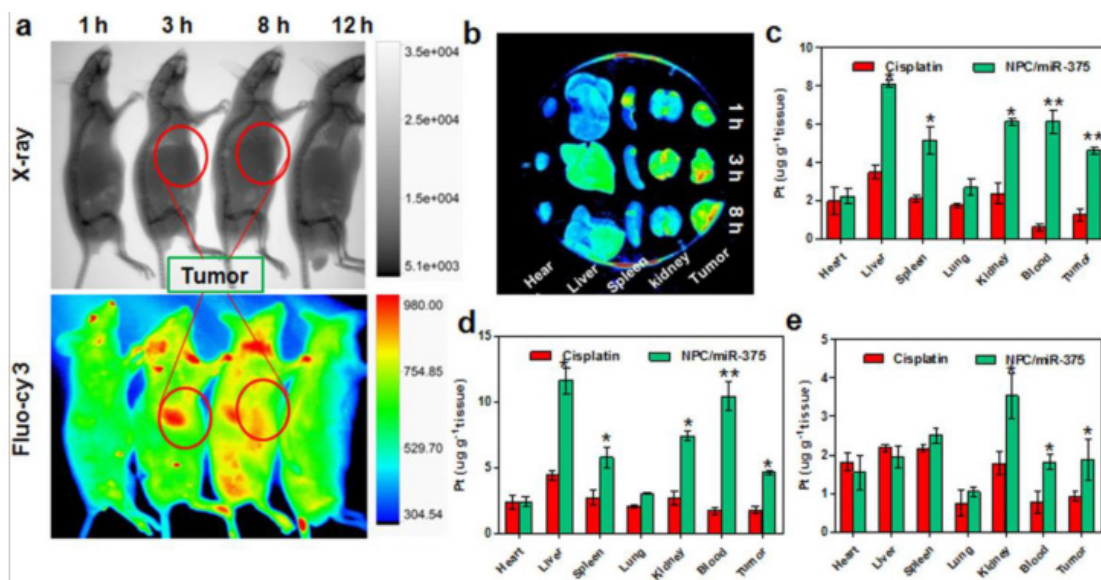 a
1 h 3 h 8 h 12 h
X-ray
3.5e+004
2.5e+004
1.5e+004
5.1e+003
Tumor
Fluo-cy 3
980.00
754.85
529.70
304.54
b
1 h
3 h
8 h
Hear
Liver
Spleen
kidney
Tumor
c
Cisplatin NPC/miR-375
Pt (ug g⁻¹tissue)
10
8
6
4
2
0
* * * ** **
Heart Liver Spleen Lung Kidney Blood Tumor
d
Cisplatin NPC/miR-375
Pt (ug g⁻¹tissue)
15
10
5
0
* * * ** *
Heart Liver Spleen Lung Kidney Blood Tumor
e
Cisplatin NPC/miR-375
Pt (ug g⁻¹tissue)
5
4
3
2
1
0
* * *
Heart Liver Spleen Lung Kidney Blood Tumor